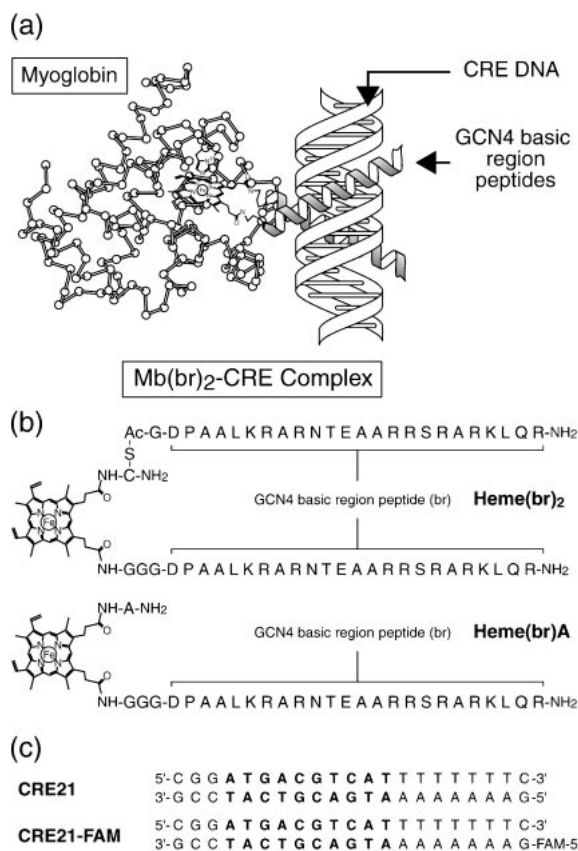 (a)
Myoglobin
CRE DNA
GCN4 basic
region
peptides
Fe
Mb(br)₂-CRE Complex
(b)
Ac-G-D P A A L K R A R N T E A A R R S R A R K L Q R-NH₂
S
NH-C-NH₂
O
GCN4 basic region peptide (br) Heme(br)₂
N N Fe N N
O
NH-GGG-D P A A L K R A R N T E A A R R S R A R K L Q R-NH₂
NH-A-NH₂
O
GCN4 basic region peptide (br) Heme(br)A
N N Fe N N
O
NH-GGG-D P A A L K R A R N T E A A R R S R A R K L Q R-NH₂
(c)
CRE21
5'- C G G A T G A C G T C A T T T T T T T T C -3'
3'- G C C T A C T G C A G T A A A A A A A A G -5'
CRE21-FAM
5'- C G G A T G A C G T C A T T T T T T T T C -3'
3'- G C C T A C T G C A G T A A A A A A A A G-FAM-5